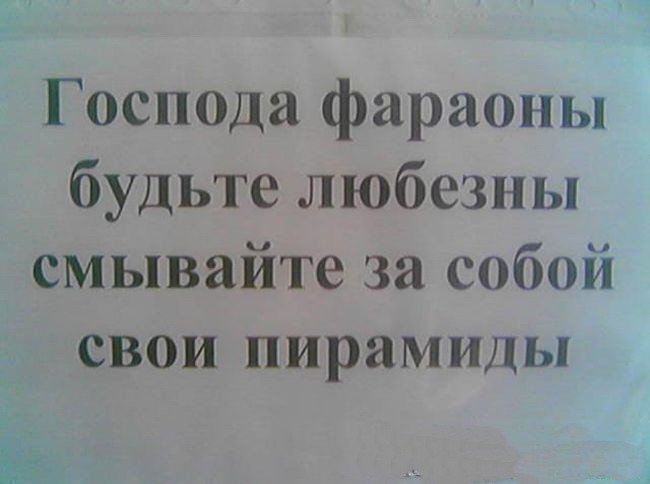 Господа фараоны
будьте любезны
смывайте за собой
свои пирамиды